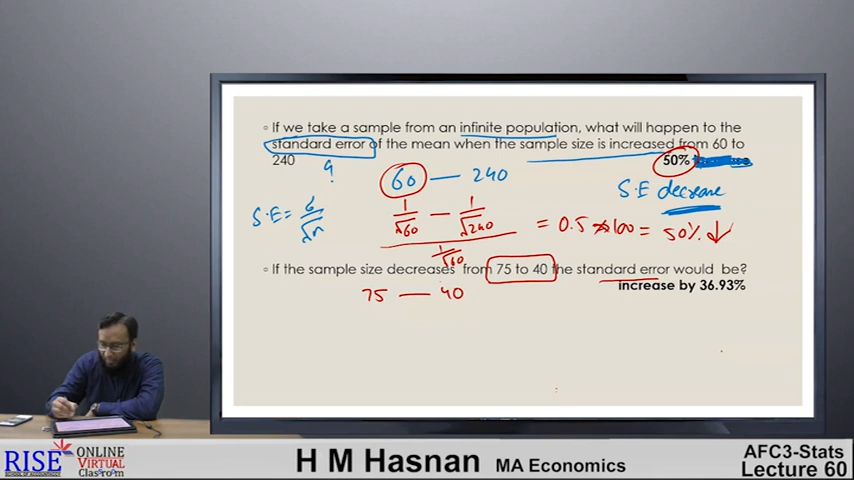 ◦ If we take a sample from an infinite population, what will happen to the
standard error of the mean when the sample size is increased from 60 to
240
50%
?
60 — 240
S.E decrease
S.E = σ/√n
1/√60 − 1/√240
1/√60
= 0.5 × 100 = 50% ↓
◦ If the sample size decreases from 75 to 40 the standard error would be?
increase by 36.93%
75 — 40
RISE
SCHOOL OF ACCOUNTANCY
ONLINE
VIRTUAL
Classroom
H M Hasnan MA Economics
AFC3-Stats
Lecture 60